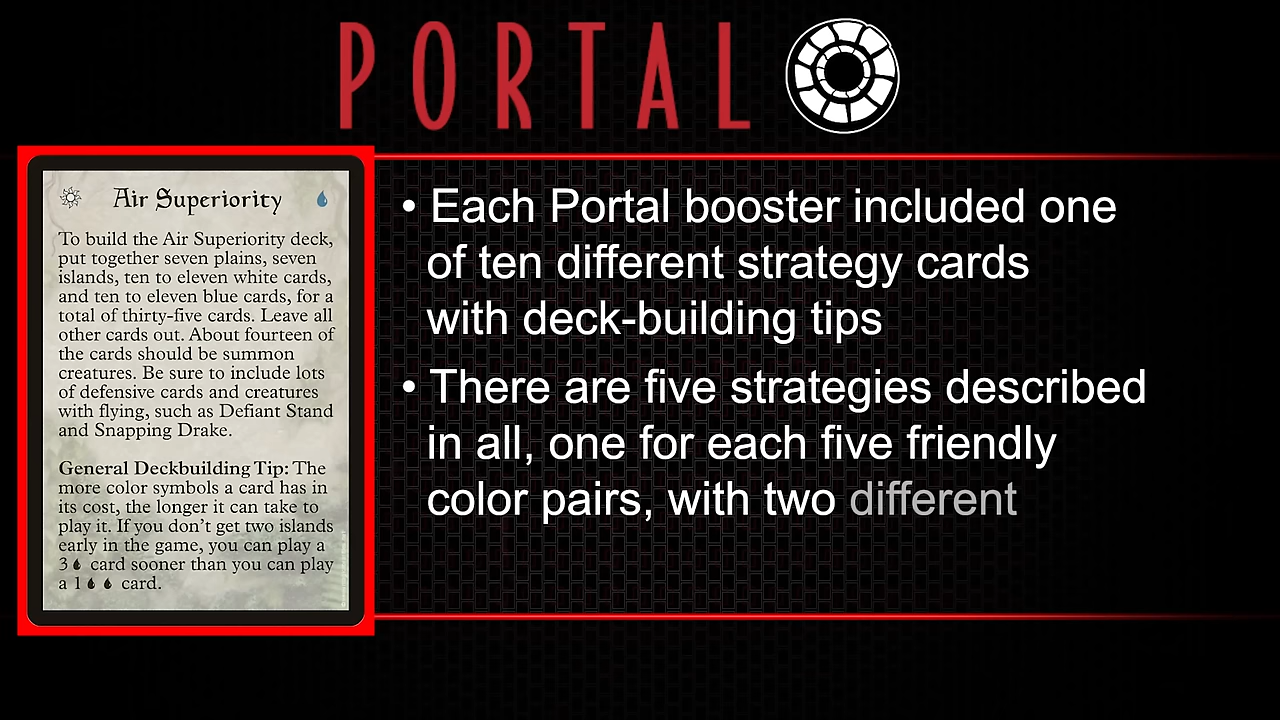 PORTAL
Air Superiority
To build the Air Superiority deck,
put together seven plains, seven
islands, ten to eleven white cards,
and ten to eleven blue cards, for a
total of thirty-five cards. Leave all
other cards out. About fourteen of
the cards should be summon
creatures. Be sure to include lots
of defensive cards and creatures
with flying, such as Defiant Stand
and Snapping Drake.
General Deckbuilding Tip: The
more color symbols a card has in
its cost, the longer it can take to
play it. If you don't get two islands
early in the game, you can play a
3 card sooner than you can play
a 1 card.
• Each Portal booster included one
of ten different strategy cards
with deck-building tips
• There are five strategies described
in all, one for each five friendly
color pairs, with two different